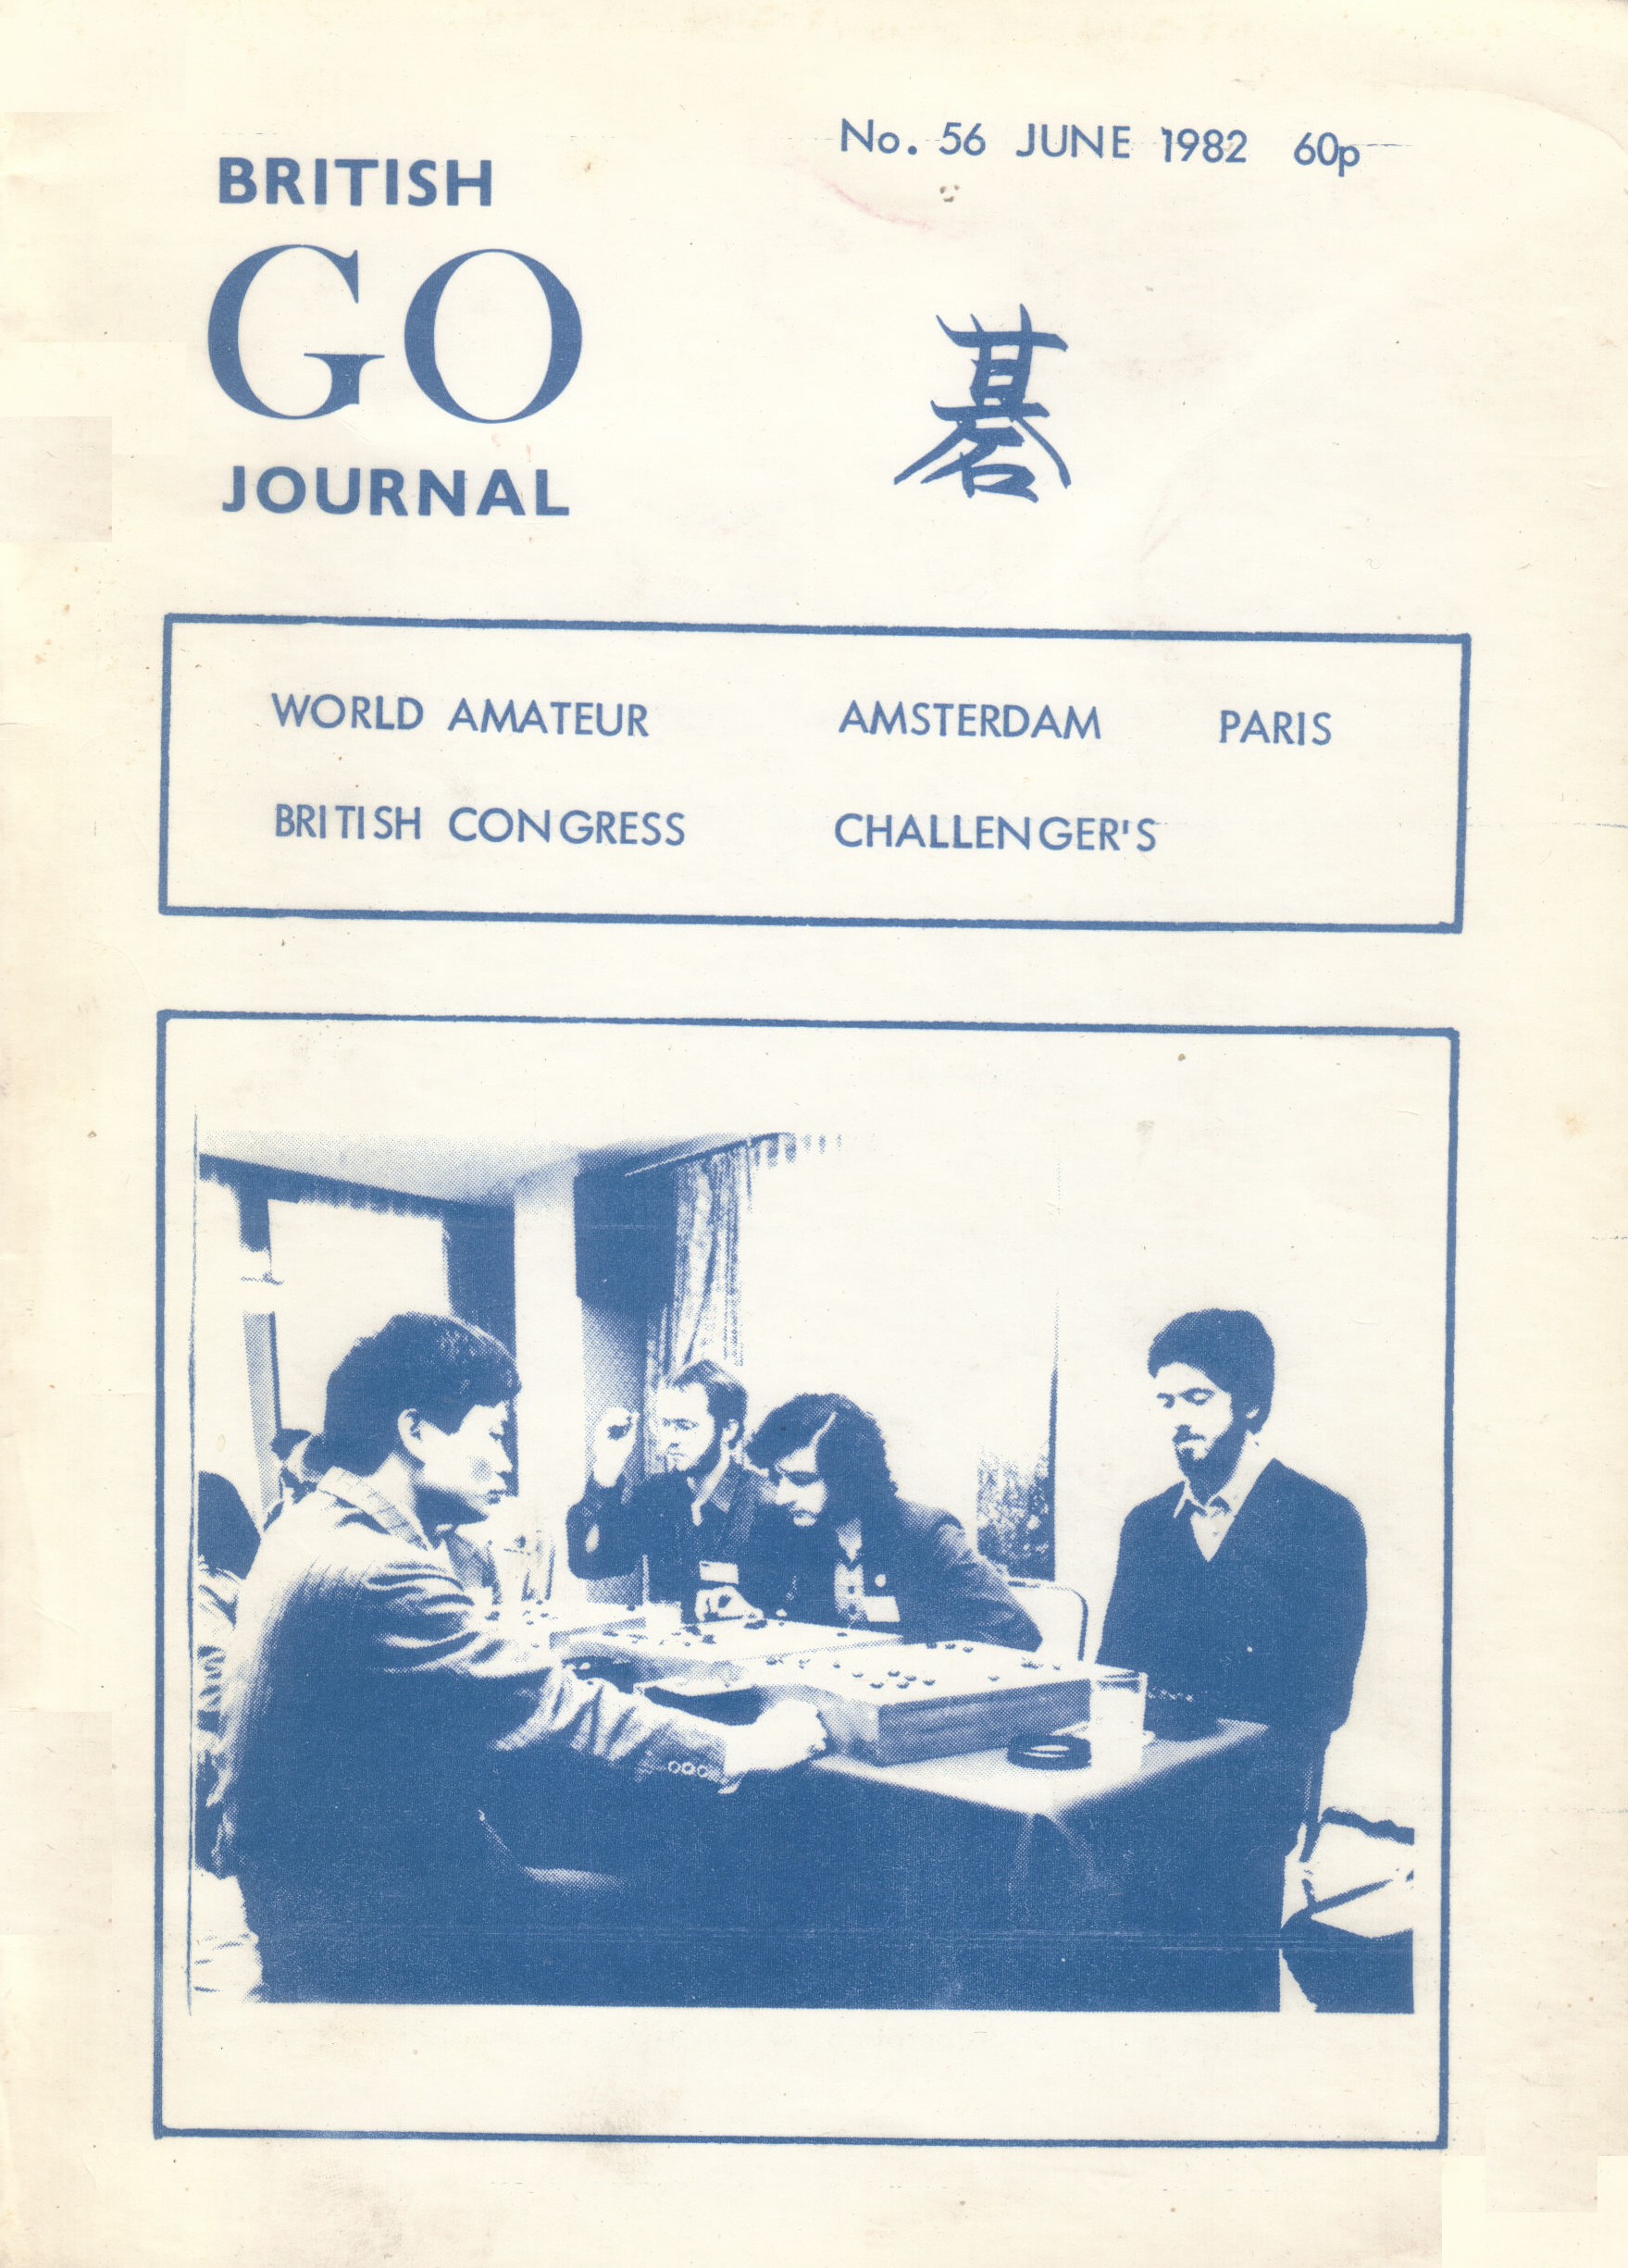 No. 56 JUNE 1982 60p
BRITISH
GO
JOURNAL
碁
WORLD AMATEUR AMSTERDAM PARIS
BRITISH CONGRESS CHALLENGER'S